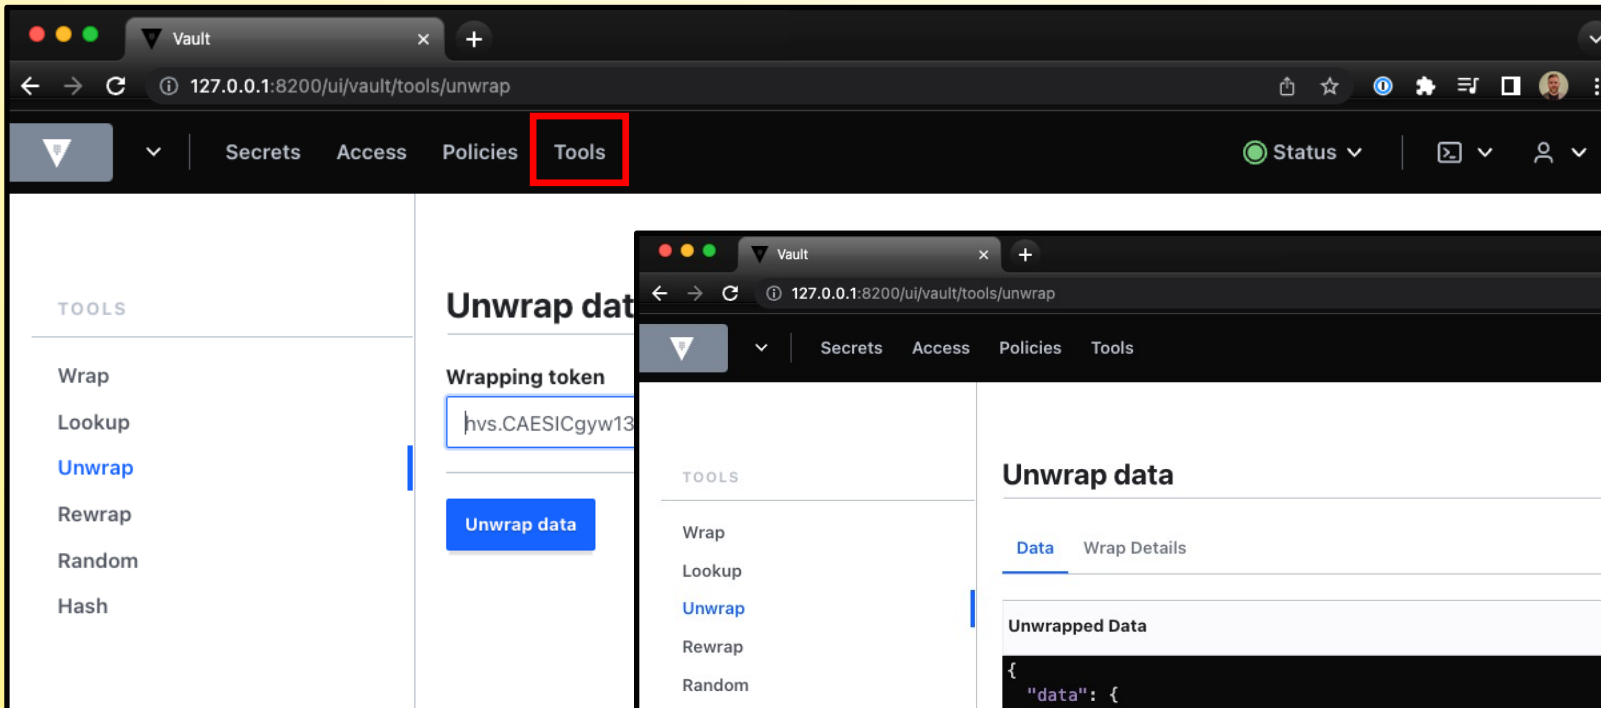 Vault
127.0.0.1:8200/ui/vault/tools/unwrap
Secrets Access Policies Tools Status
TOOLS
Wrap
Lookup
Unwrap
Rewrap
Random
Hash
Unwrap dat
Wrapping token
hvs.CAESICgyw13
Unwrap data
Vault
127.0.0.1:8200/ui/vault/tools/unwrap
Secrets Access Policies Tools
TOOLS
Wrap
Lookup
Unwrap
Rewrap
Random
Unwrap data
Data Wrap Details
Unwrapped Data
{
"data": {